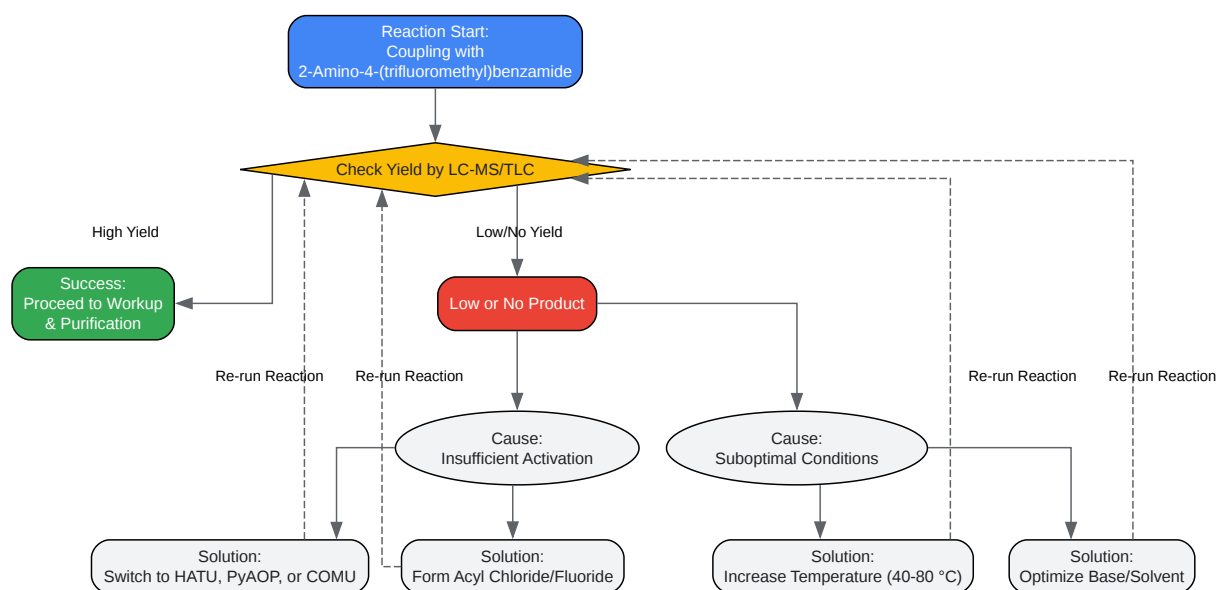 Reaction Start:
Coupling with
2-Amino-4-(trifluoromethyl)benzamide
Check Yield by LC-MS/TLC
High Yield
Low/No Yield
Success:
Proceed to Workup
& Purification
Low or No Product
Re-run Reaction
Re-run Reaction
Re-run Reaction
Re-run Reaction
Cause:
Insufficient Activation
Cause:
Suboptimal Conditions
Solution:
Switch to HATU, PyAOP, or COMU
Solution:
Form Acyl Chloride/Fluoride
Solution:
Increase Temperature (40-80 °C)
Solution:
Optimize Base/Solvent